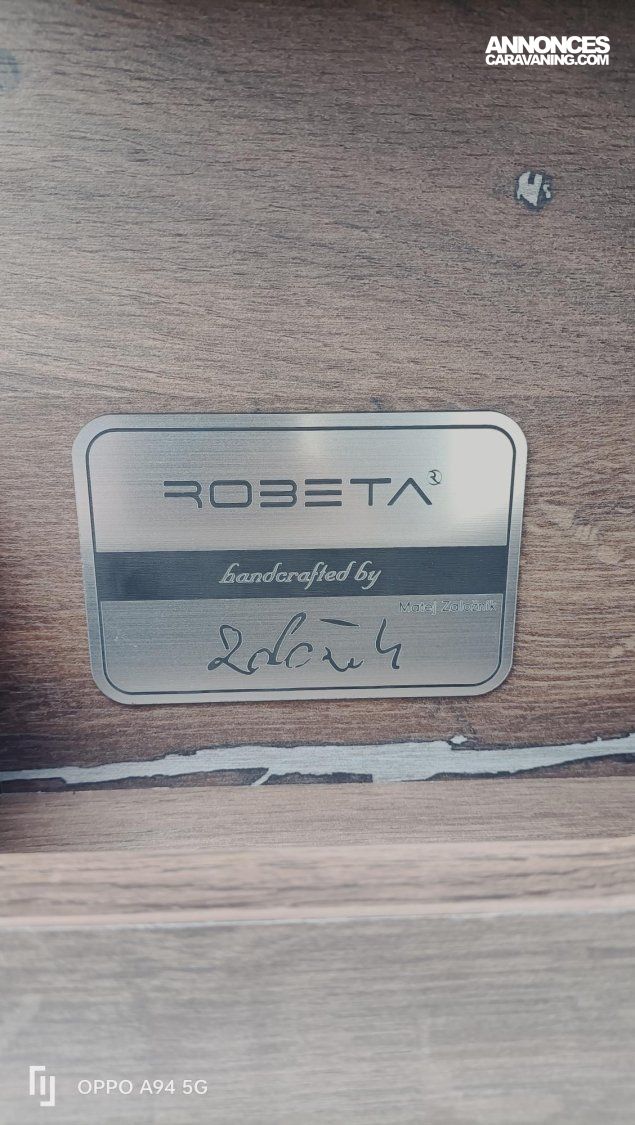 ANNONCES
CARAVANING.COM
ROBETA®
handcrafted by
Matej Založnik
OPPO A94 5G